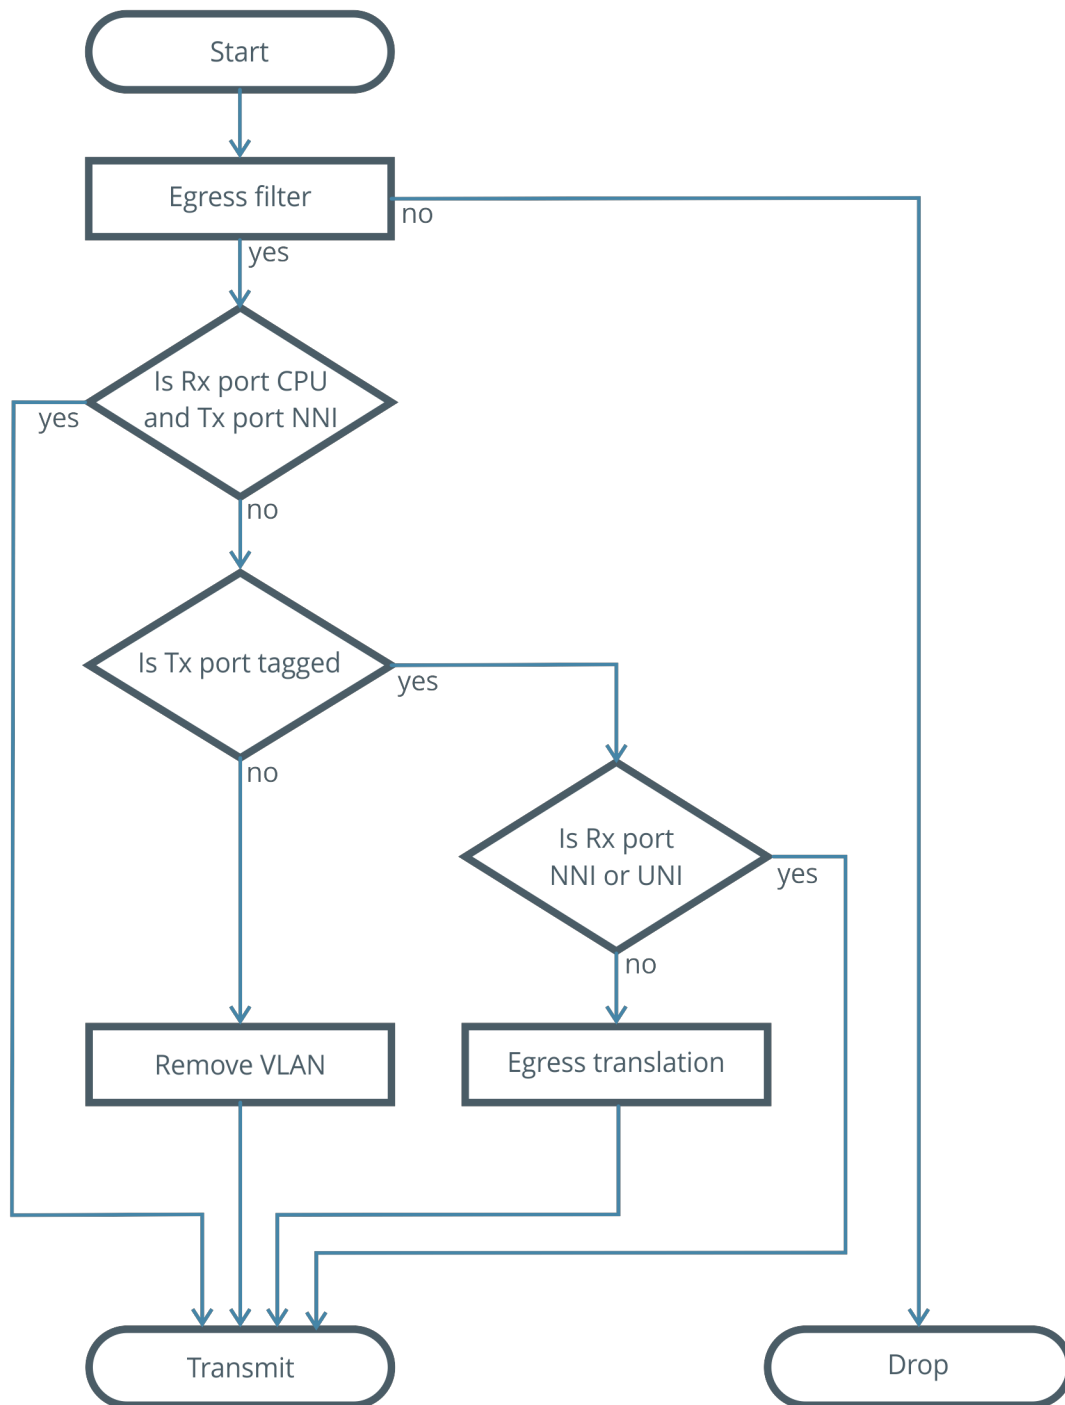 Start
Egress filter
no
yes
Is Rx port CPU
and Tx port NNI
yes
no
Is Tx port tagged
yes
no
Is Rx port
NNI or UNI
yes
no
Remove VLAN
Egress translation
Transmit
Drop